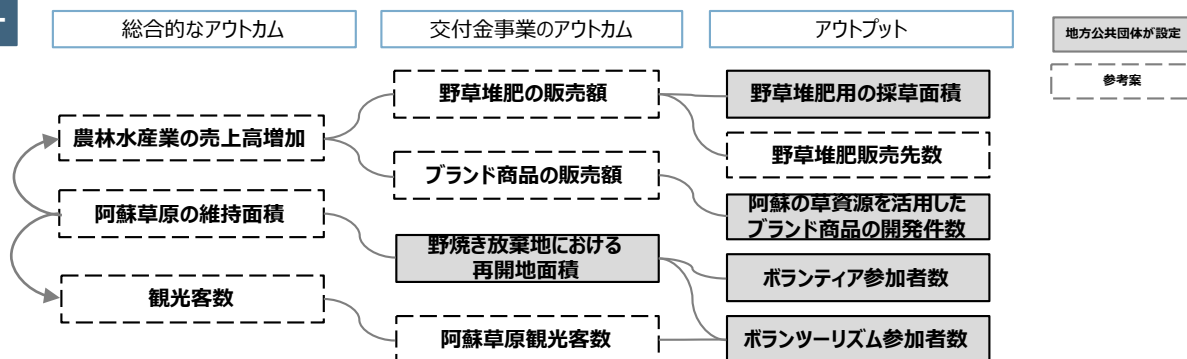 総合的なアウトカム
交付金事業のアウトカム
アウトプット
地方公共団体が設定
参考案
野草堆肥の販売額
野草堆肥用の採草面積
農林水産業の売上高増加
野草堆肥販売先数
ブランド商品の販売額
阿蘇草原の維持面積
阿蘇の草資源を活用した
ブランド商品の開発件数
野焼き放棄地における
再開地面積
ボランティア参加者数
観光客数
阿蘇草原観光客数
ボランツーリズム参加者数